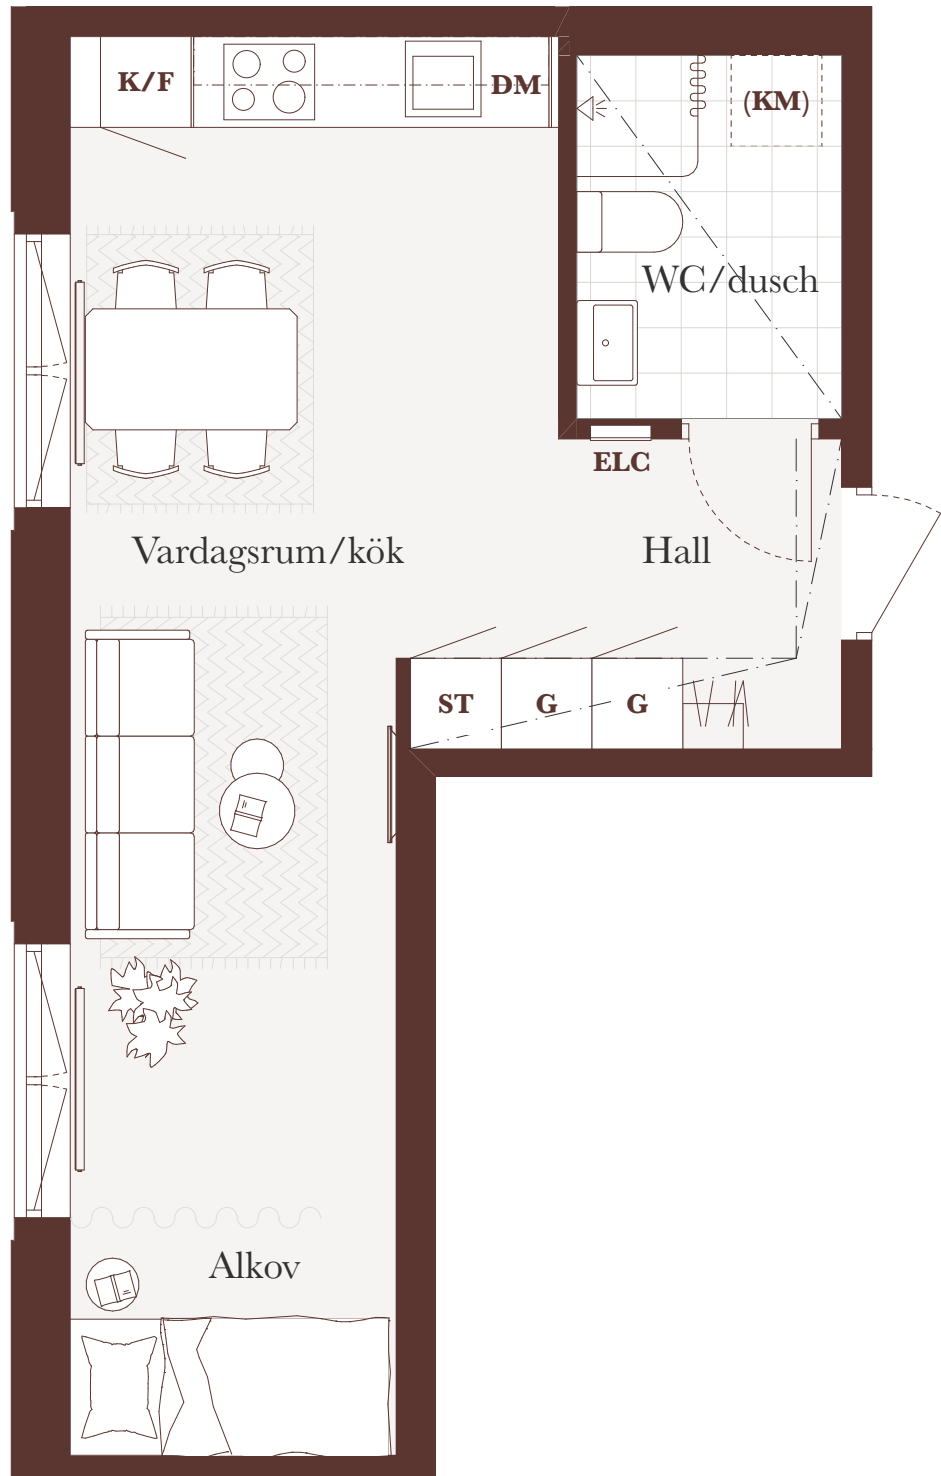 K/F
DM
(KM)
WC/dusch
ELC
Vardagsrum/kök
Hall
ST
G
G
Alkov